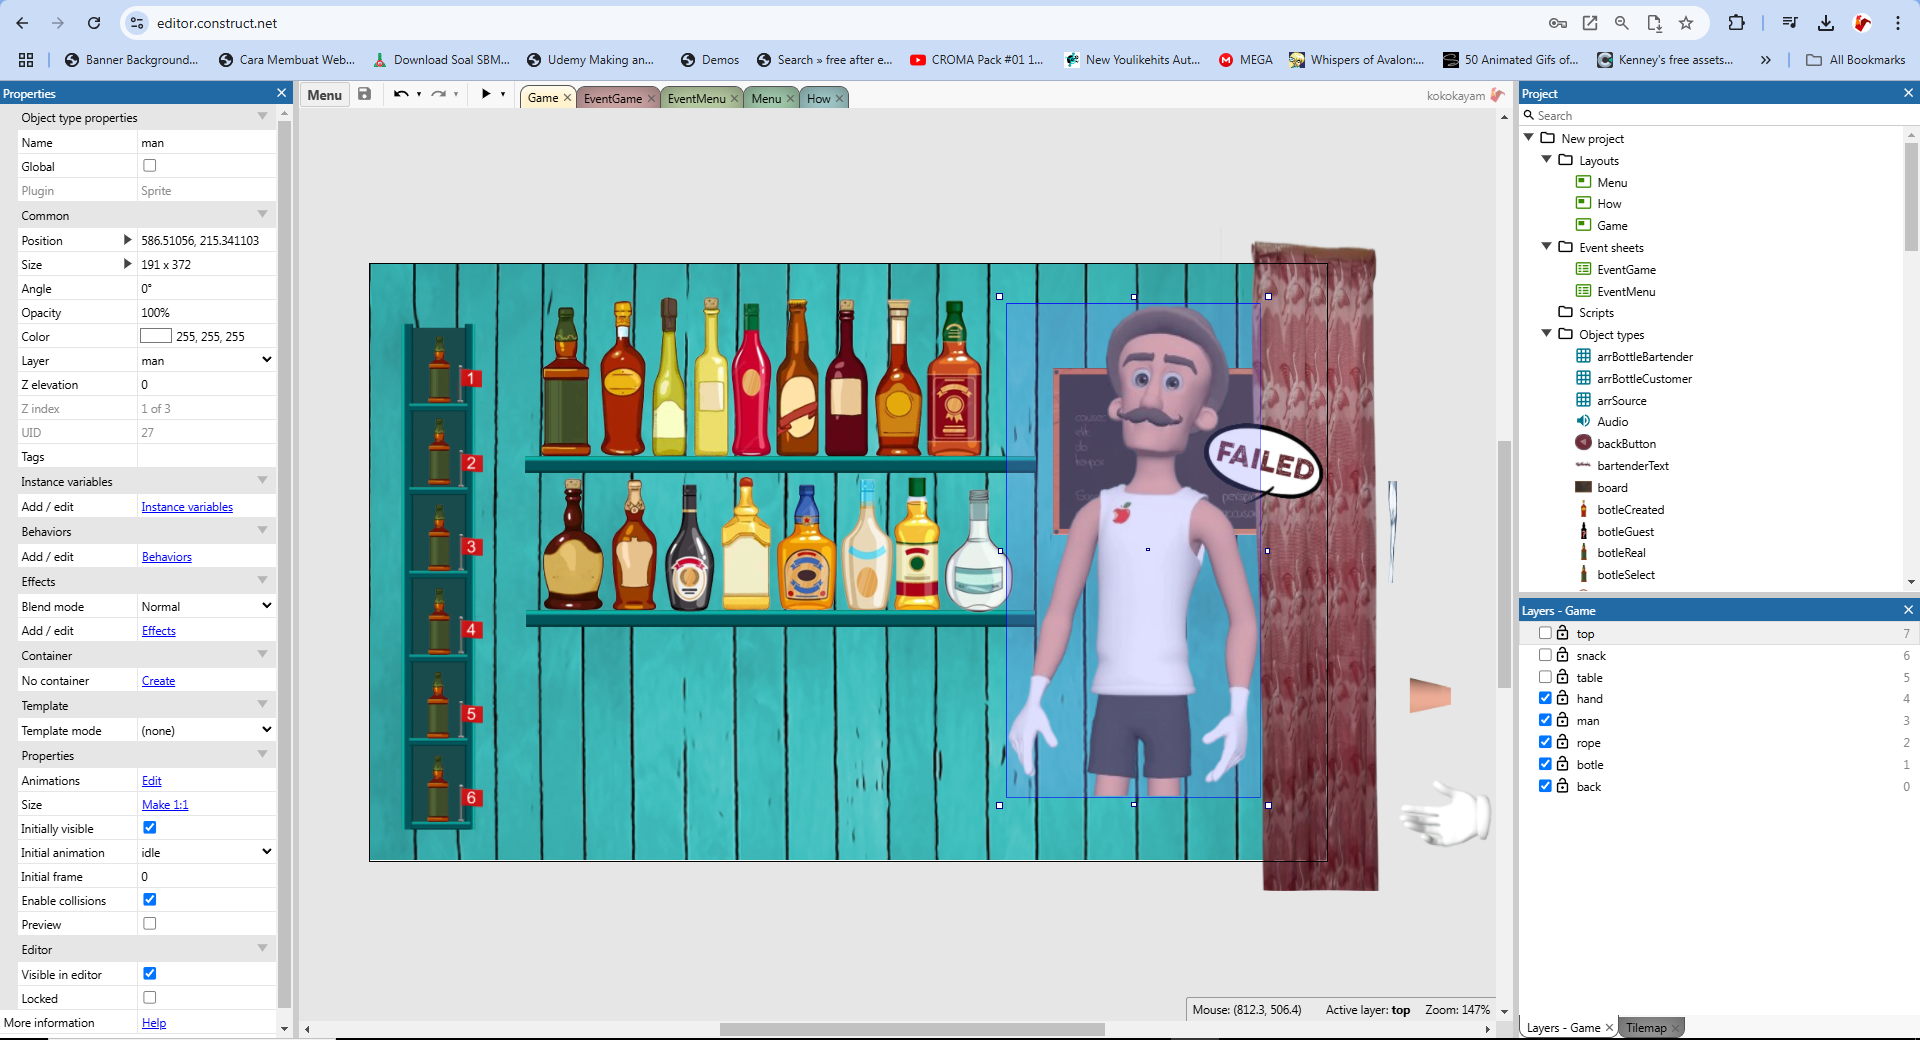 editor.construct.net
Banner Background...
Cara Membuat Web...
Download Soal SBM...
Udemy Making an...
Demos
Search » free after e...
CROMA Pack #01 1...
New Youlikehits Aut...
MEGA
Whispers of Avalon:...
50 Animated Gifs of...
Kenney's free assets...
All Bookmarks
Properties
Object type properties
Name man
Global
Plugin Sprite
Common
Position 586.51056, 215.341103
Size 191 x 372
Angle 0°
Opacity 100%
Color 255, 255, 255
Layer man
Z elevation 0
Z index 1 of 3
UID 27
Tags
Instance variables
Add / edit Instance variables
Behaviors
Add / edit Behaviors
Effects
Blend mode Normal
Add / edit Effects
Container
No container Create
Template
Template mode (none)
Properties
Animations Edit
Size Make 1:1
Initially visible
Initial animation idle
Initial frame 0
Enable collisions
Preview
Editor
Visible in editor
Locked
More information Help
Menu
Game
EventGame
EventMenu
Menu
How
kokokayam
1
2
3
4
5
6
FAILED
Mouse: (812.3, 506.4) Active layer: top Zoom: 147%
Project
Search
New project
Layouts
Menu
How
Game
Event sheets
EventGame
EventMenu
Scripts
Object types
arrBottleBartender
arrBottleCustomer
arrSource
Audio
backButton
bartenderText
board
botleCreated
botleGuest
botleReal
botleSelect
Layers - Game
top 7
snack 6
table 5
hand 4
man 3
rope 2
botle 1
back 0
Layers - Game
Tilemap